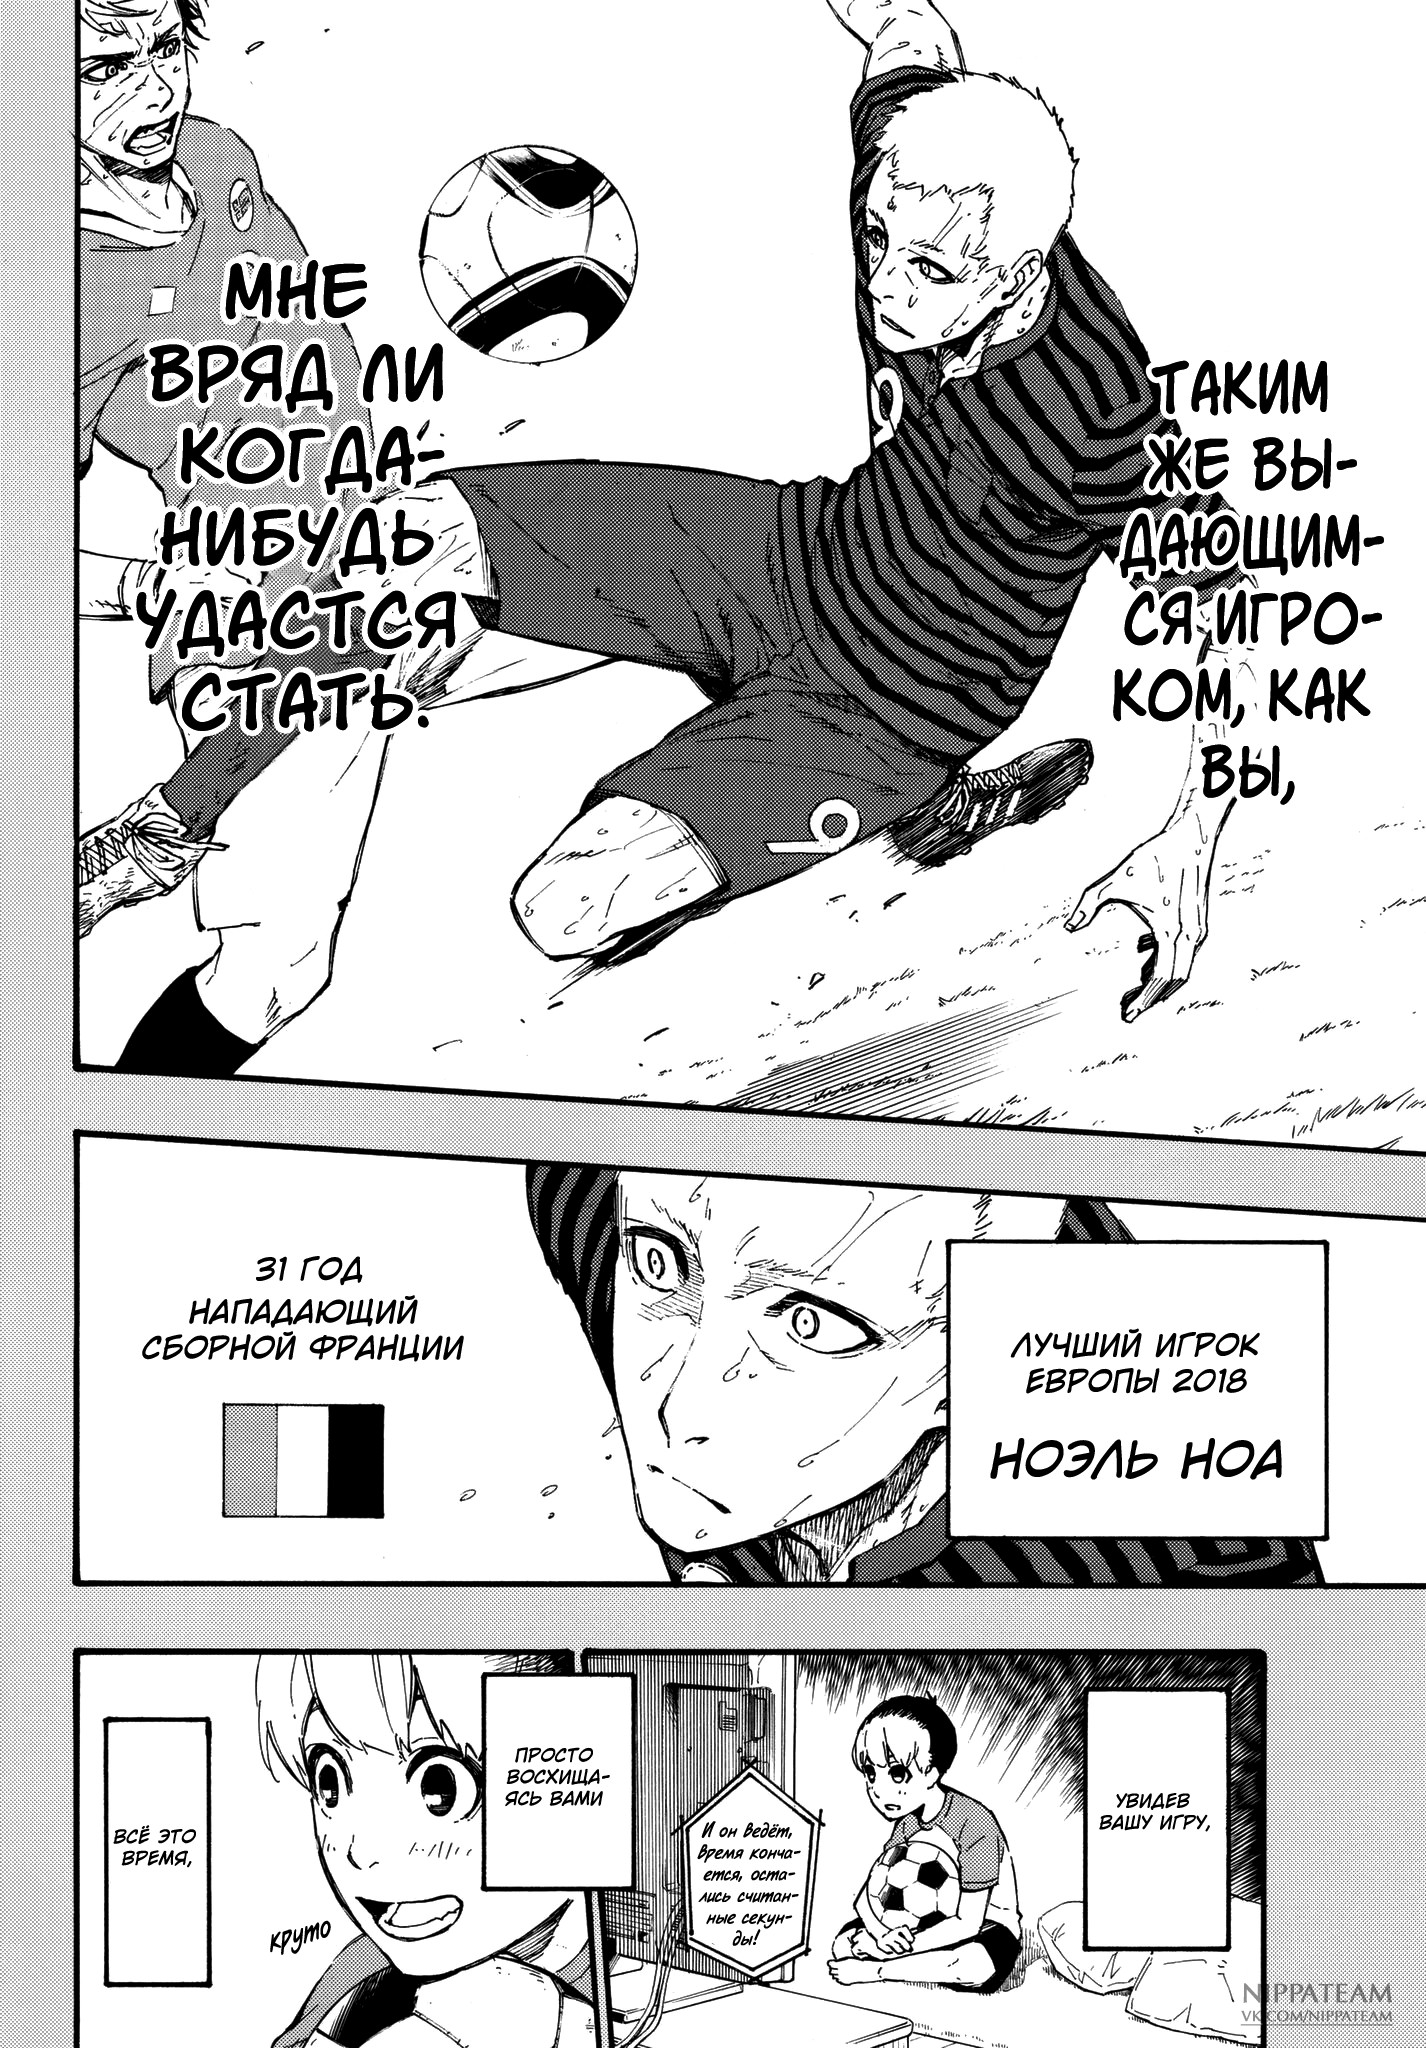 ТАКИМ
ЖЕ ВЫ-
ДАЮЩИМ-
СЯ ИГРО-
КОМ, КАК
ВЫ,
МНЕ
ВРЯД ЛИ
КОГДА-
НИБУДЬ
УДАСТСЯ
СТАТЬ.
ЛУЧШИЙ ИГРОК
ЕВРОПЫ 2018
НОЭЛЬ НОА
31 ГОД
НАПАДАЮЩИЙ
СБОРНОЙ ФРАНЦИИ
УВИДЕВ
ВАШУ ИГРУ,
И он ведёт,
время конча-
ется, оста-
лись считан-
ные секун-
ды!
ПРОСТО
ВОСХИЩА-
ЯСЬ ВАМИ
КРУТО
ВСЁ ЭТО
ВРЕМЯ,
NIPPATEAM
VK.COM/NIPPATEAM